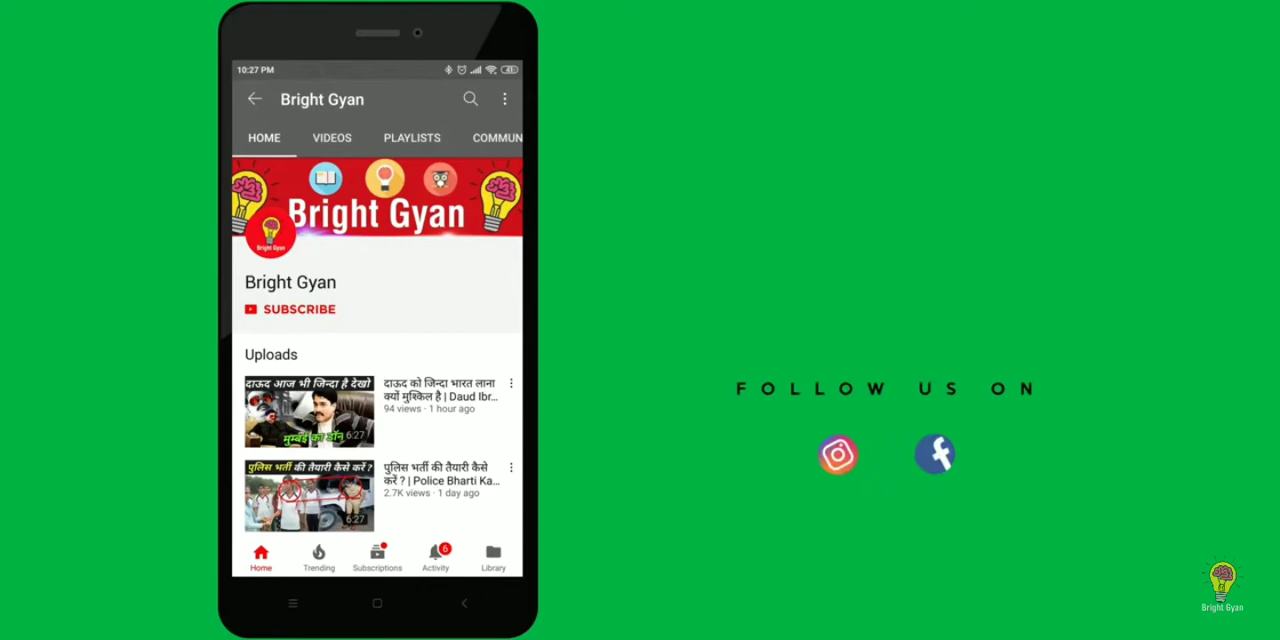 10:27 PM
41
Bright Gyan
HOME VIDEOS PLAYLISTS COMMUN
Bright Gyan
Bright Gyan
Bright Gyan
SUBSCRIBE
Uploads
दाऊद आज भी जिन्दा है देखो
मुम्बई का डॉन 6:27
दाऊद को जिन्दा भारत लाना
क्यों मुश्किल है | Daud Ibr...
94 views · 1 hour ago
पुलिस भर्ती की तैयारी कैसे करें ?
6:27
पुलिस भर्ती की तैयारी कैसे
करें ? | Police Bharti Ka...
2.7K views · 1 day ago
6
Home Trending Subscriptions Activity Library
FOLLOW US ON
Bright Gyan